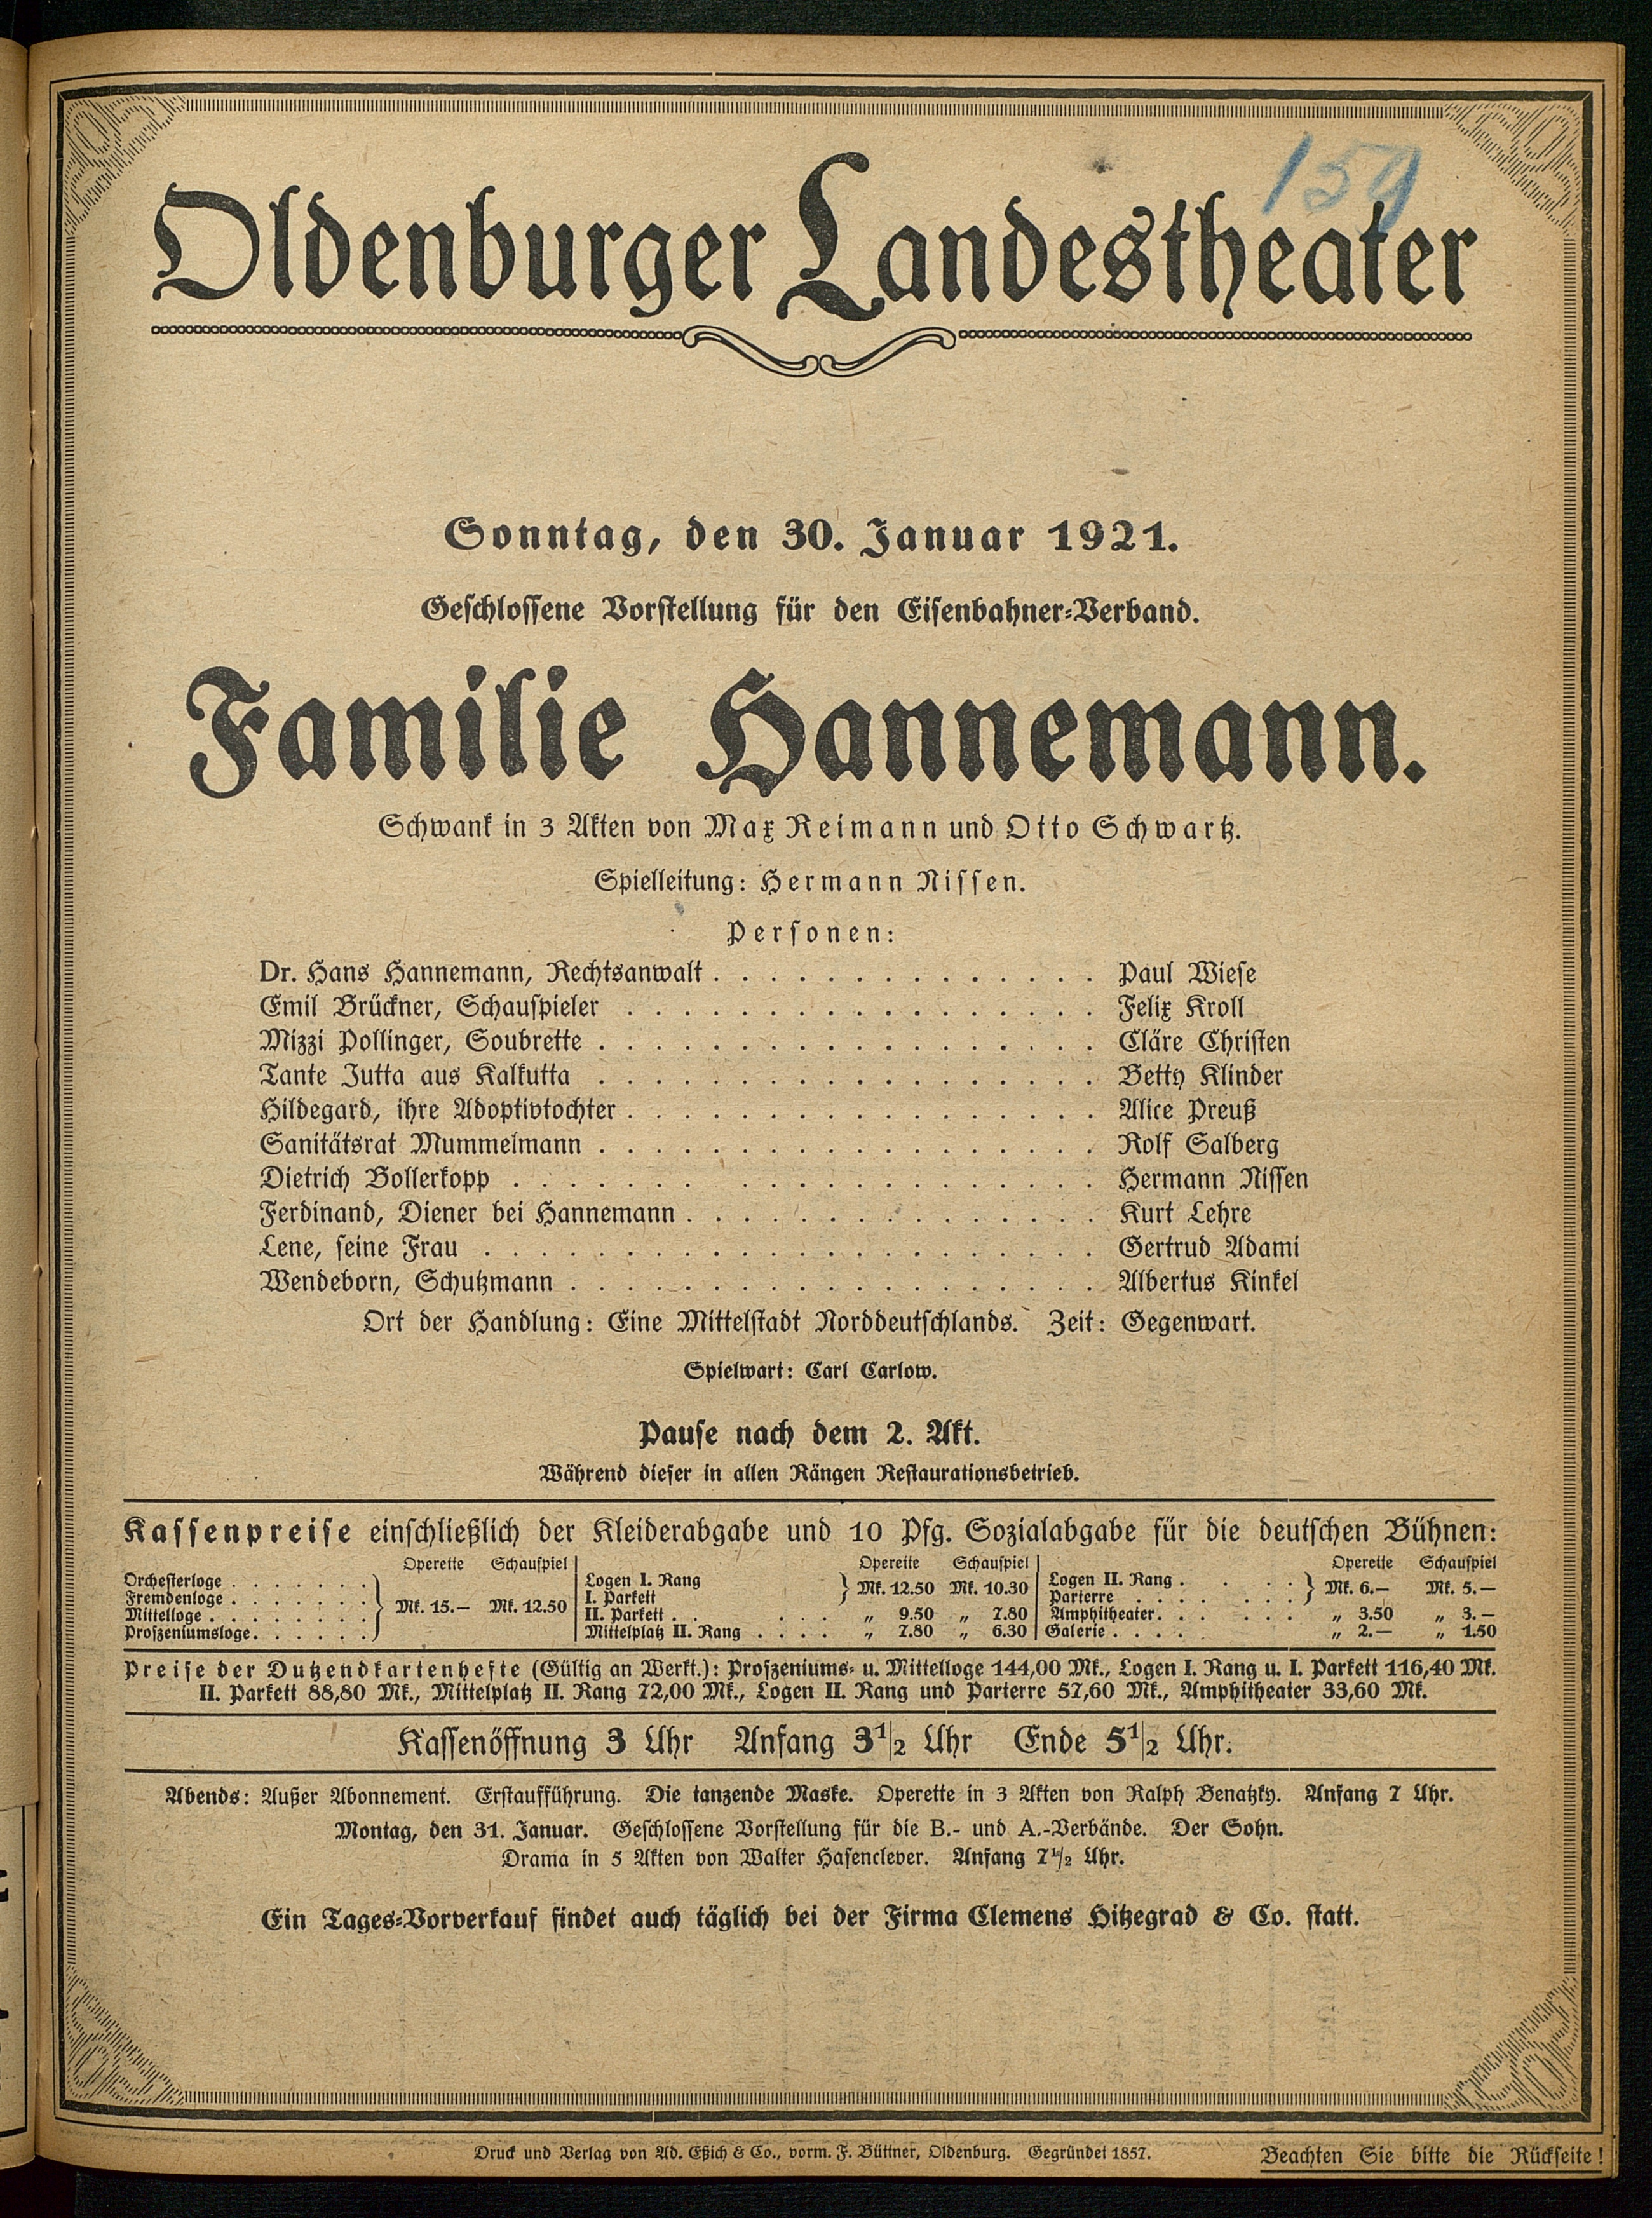 159
Oldenburger Landestheater
Sonntag, den 30. Januar 1921.
Geschlossene Vorstellung für den Eisenbahner-Verband.
Familie Hannemann.
Schwank in 3 Akten von Max Reimann und Otto Schwartz.
Spielleitung: Hermann Nissen.
Personen:
Dr. Hans Hannemann, Rechtsanwalt . . . . . . . . . . . . . . Paul Wiese
Emil Brückner, Schauspieler . . . . . . . . . . . . . . . . . Felix Kroll
Mizzi Pollinger, Soubrette . . . . . . . . . . . . . . . . . . Cläre Christen
Tante Jutta aus Kalkutta . . . . . . . . . . . . . . . . . . Betty Klinder
Hildegard, ihre Adoptivtochter . . . . . . . . . . . . . . . . . Alice Preuß
Sanitätsrat Mummelmann . . . . . . . . . . . . . . . . . . Rolf Salberg
Dietrich Bollerkopp . . . . . . . . . . . . . . . . . . . . Hermann Nissen
Ferdinand, Diener bei Hannemann . . . . . . . . . . . . . . . Kurt Lehre
Lene, seine Frau . . . . . . . . . . . . . . . . . . . . . . Gertrud Adami
Wendeborn, Schutzmann . . . . . . . . . . . . . . . . . . . Albertus Kinkel
Ort der Handlung: Eine Mittelstadt Norddeutschlands. Zeit: Gegenwart.
Spielwart: Carl Carlow.
Pause nach dem 2. Akt.
Während dieser in allen Rängen Restaurationsbetrieb.
Kassenpreise einschließlich der Kleiderabgabe und 10 Pfg. Sozialabgabe für die deutschen Bühnen:
Operette Schauspiel
Orchesterloge . . . . . . .
Fremdenloge . . . . . . .
Mittelloge . . . . . . . .
Proszeniumsloge . . . . . .
Mk. 15.— Mk. 12.50
Operette Schauspiel
Logen I. Rang
I. Parkett
Mk. 12.50 Mk. 10.30
II. Parkett . . . . . „ 9.50 „ 7.80
Mittelplatz II. Rang . . . . „ 7.80 „ 6.30
Operette Schauspiel
Logen II. Rang . . . .
Parterre . . . . . . .
Mk. 6.— Mk. 5.—
Amphitheater . . . . . . „ 3.50 „ 3.—
Galerie . . . . . „ 2.— „ 1.50
Preise der Dutzendkartenhefte (Gültig an Werkt.): Proszeniums- u. Mittelloge 144,00 Mk., Logen I. Rang u. I. Parkett 116,40 Mk.
II. Parkett 88,80 Mk., Mittelplatz II. Rang 72,00 Mk., Logen II. Rang und Parterre 57,60 Mk., Amphitheater 33,60 Mk.
Kassenöffnung 3 Uhr Anfang 3 1/2 Uhr Ende 5 1/2 Uhr.
Abends: Außer Abonnement. Erstaufführung. Die tanzende Maske. Operette in 3 Akten von Ralph Benatzky. Anfang 7 Uhr.
Montag, den 31. Januar. Geschlossene Vorstellung für die B.- und A.-Verbände. Der Sohn.
Drama in 5 Akten von Walter Hasenclever. Anfang 7 1/2 Uhr.
Ein Tages-Vorverkauf findet auch täglich bei der Firma Clemens Hitzegrad & Co. statt.
Druck und Verlag von Ad. Eßich & Co., vorm. F. Büttner, Oldenburg. Gegründet 1857.
Beachten Sie bitte die Rückseite!